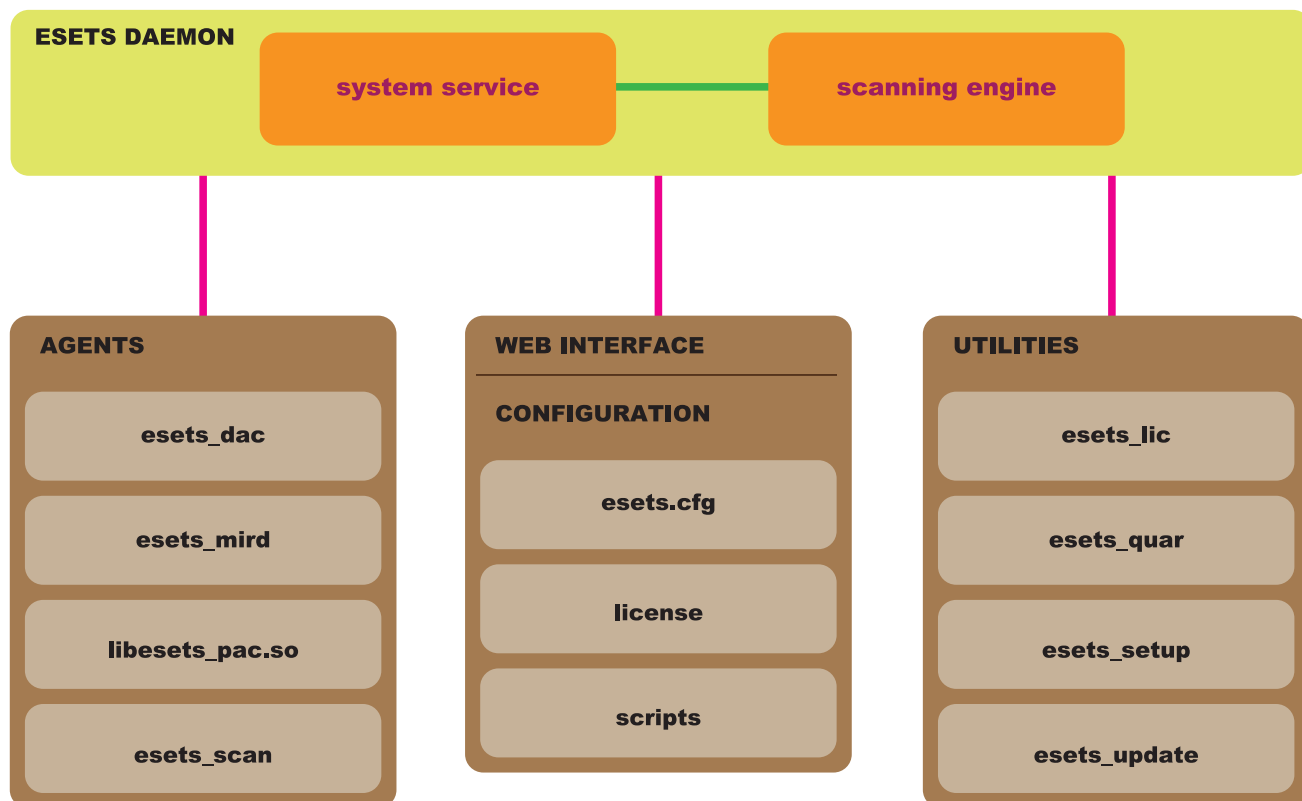 ESETS DAEMON
system service
scanning engine
AGENTS
esets_dac
esets_mird
libesets_pac.so
esets_scan
WEB INTERFACE
CONFIGURATION
esets.cfg
license
scripts
UTILITIES
esets_lic
esets_quar
esets_setup
esets_update